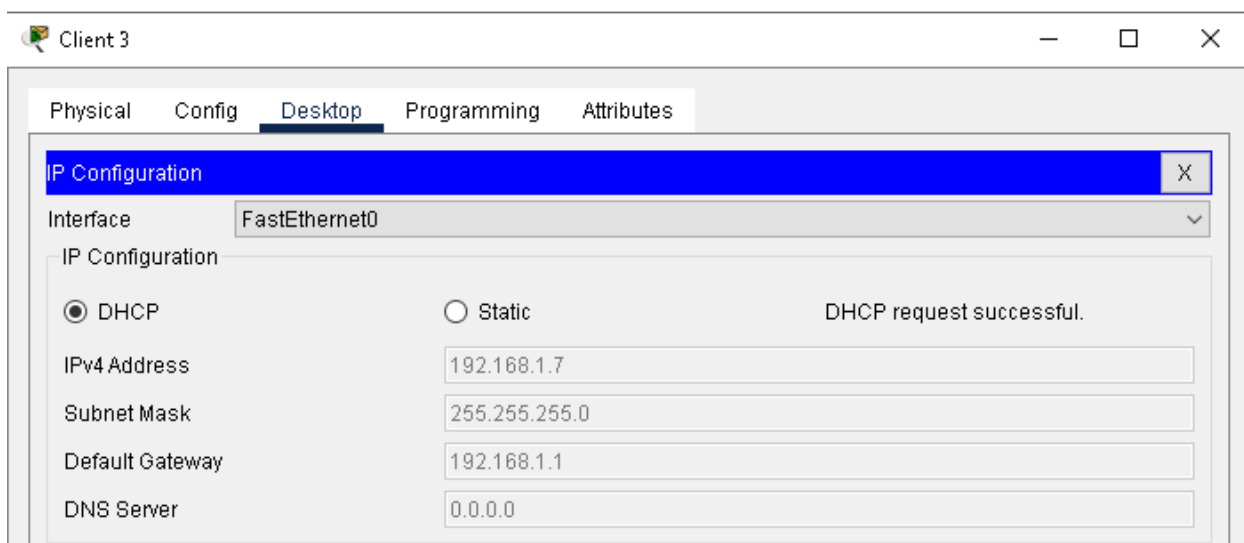 Client 3
Physical Config Desktop Programming Attributes
IP Configuration X
Interface FastEthernet0
IP Configuration
DHCP Static DHCP request successful.
IPv4 Address 192.168.1.7
Subnet Mask 255.255.255.0
Default Gateway 192.168.1.1
DNS Server 0.0.0.0